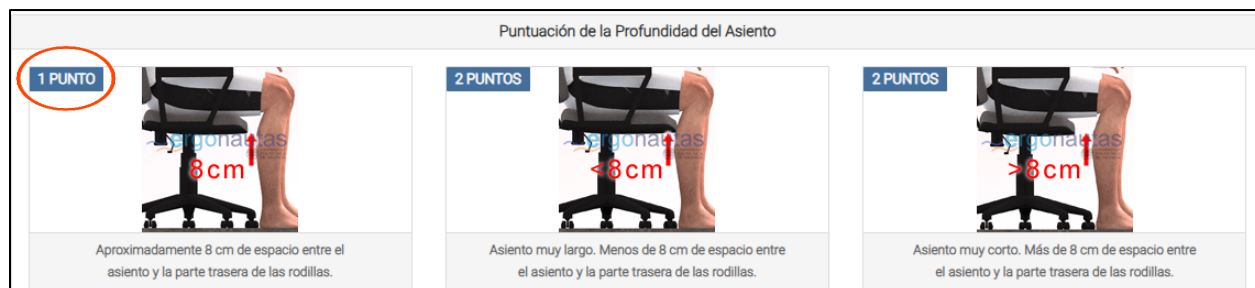 Puntuación de la Profundidad del Asiento
1 PUNTO
ergonautas
8cm
Aproximadamente 8 cm de espacio entre el
asiento y la parte trasera de las rodillas.
2 PUNTOS
ergonautas
<8cm
Asiento muy largo. Menos de 8 cm de espacio entre
el asiento y la parte trasera de las rodillas.
2 PUNTOS
ergonautas
>8cm
Asiento muy corto. Más de 8 cm de espacio entre
el asiento y la parte trasera de las rodillas.